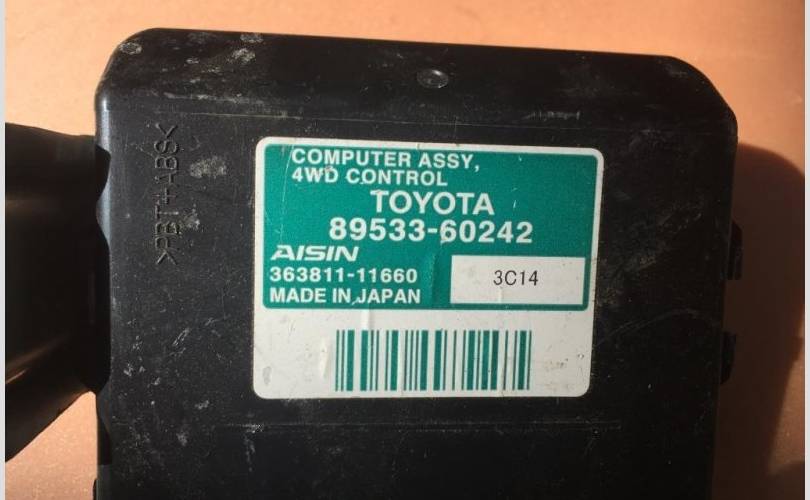 >PBT+ABS<
COMPUTER ASSY,
4WD CONTROL
TOYOTA
89533-60242
AISIN
363811-11660
3C14
MADE IN JAPAN